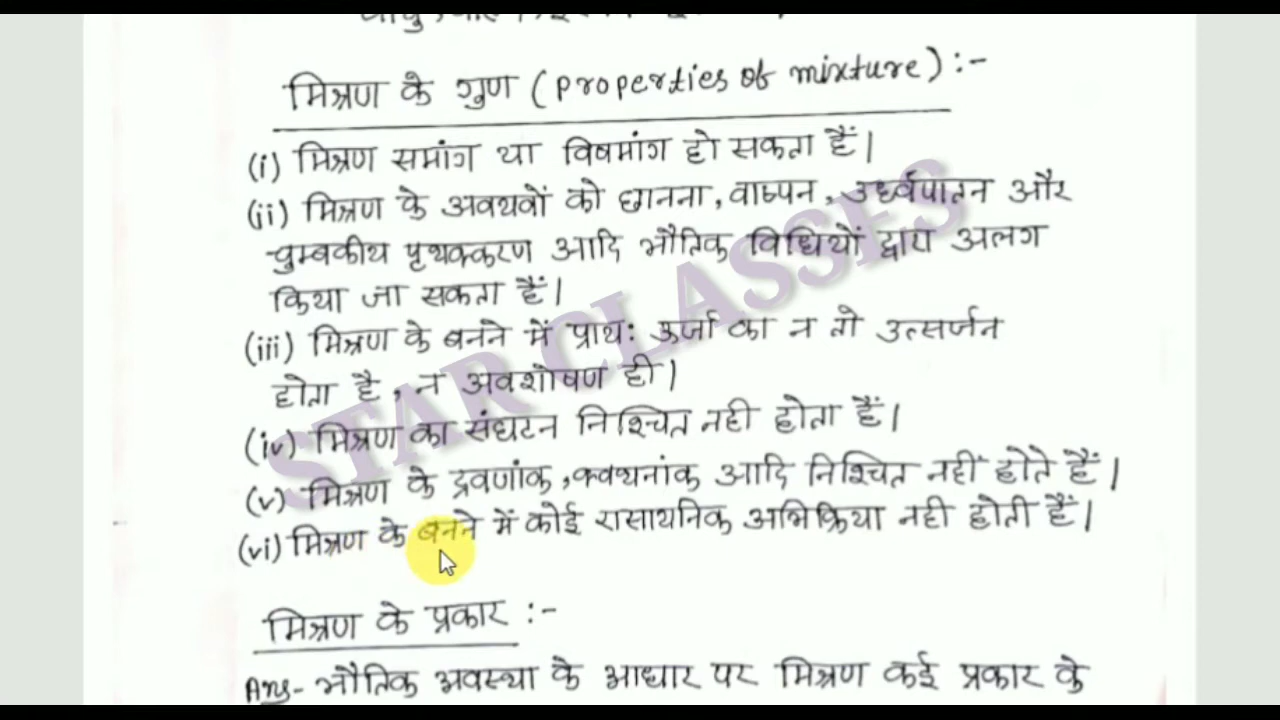 मिश्रण के गुण (Properties of mixture) :-
(i) मिश्रण समांग या विषमांग हो सकता हैं।
(ii) मिश्रण के अवयवों को छानना, वाष्पन, उर्ध्वपातन और
चुम्बकीय पृथक्करण आदि भौतिक विधियों द्वारा अलग
किया जा सकता हैं।
(iii) मिश्रण के बनने में प्रायः ऊर्जा का न तो उत्सर्जन
होता है, न अवशोषण ही।
(iv) मिश्रण का संघटन निश्चित नही होता हैं।
(v) मिश्रण के द्रवणांक, क्वथनांक आदि निश्चित नहीं होते हैं।
(vi) मिश्रण के बनने में कोई रासायनिक अभिक्रिया नही होती हैं।
मिश्रण के प्रकार :-
Ans- भौतिक अवस्था के आधार पर मिश्रण कई प्रकार के
STAR CLASSES